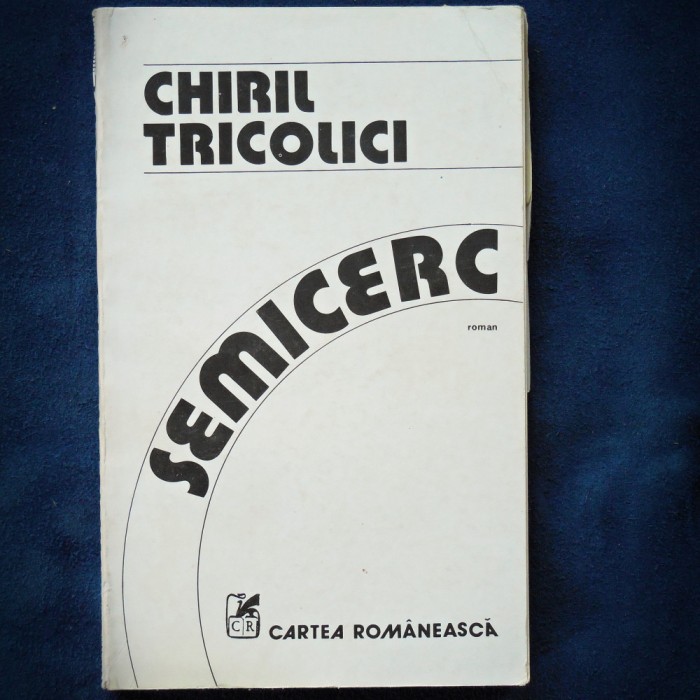 CHIRIL
TRICOLICI
SEMICERC
roman
CR
CARTEA ROMÂNEASCĂ